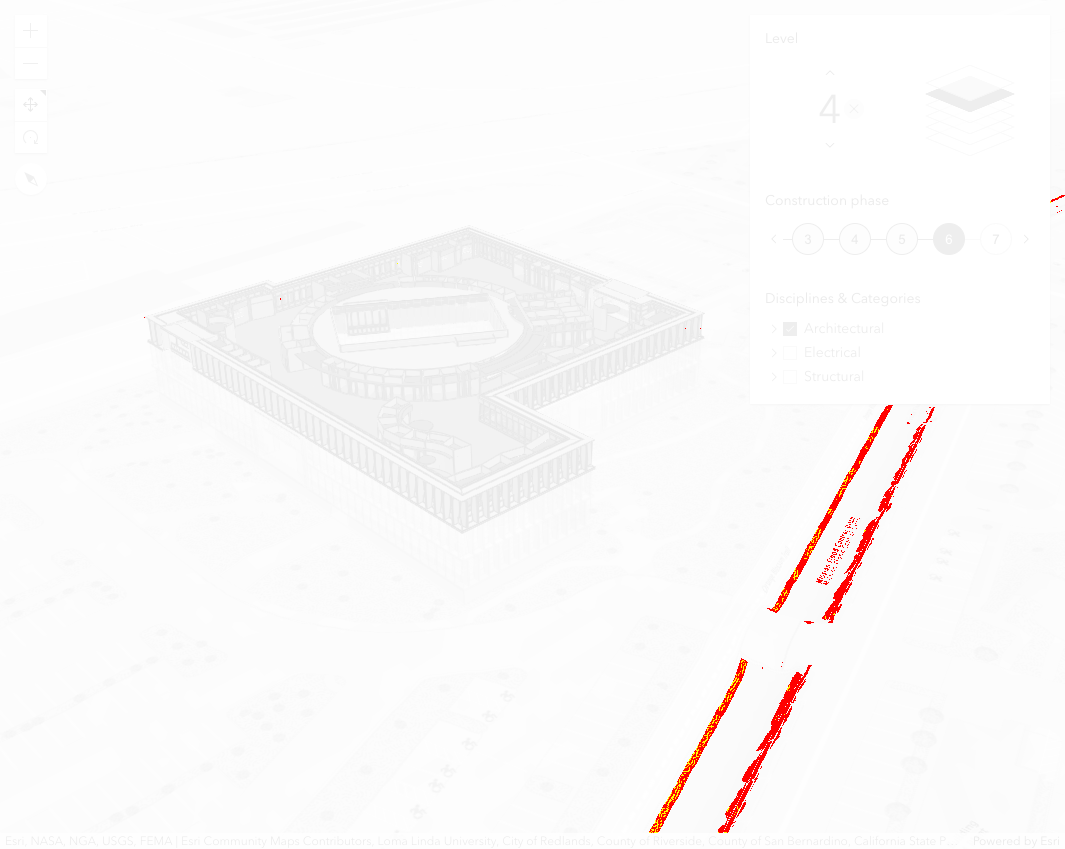 Level
4
Construction phase
3 4 5 6 7
Disciplines & Categories
Architectural
Electrical
Structural
Esri, NASA, NGA, USGS, FEMA | Esri Community Maps Contributors, Loma Linda University, City of Redlands, County of Riverside, County of San Bernardino, California State P...
Powered by Esri